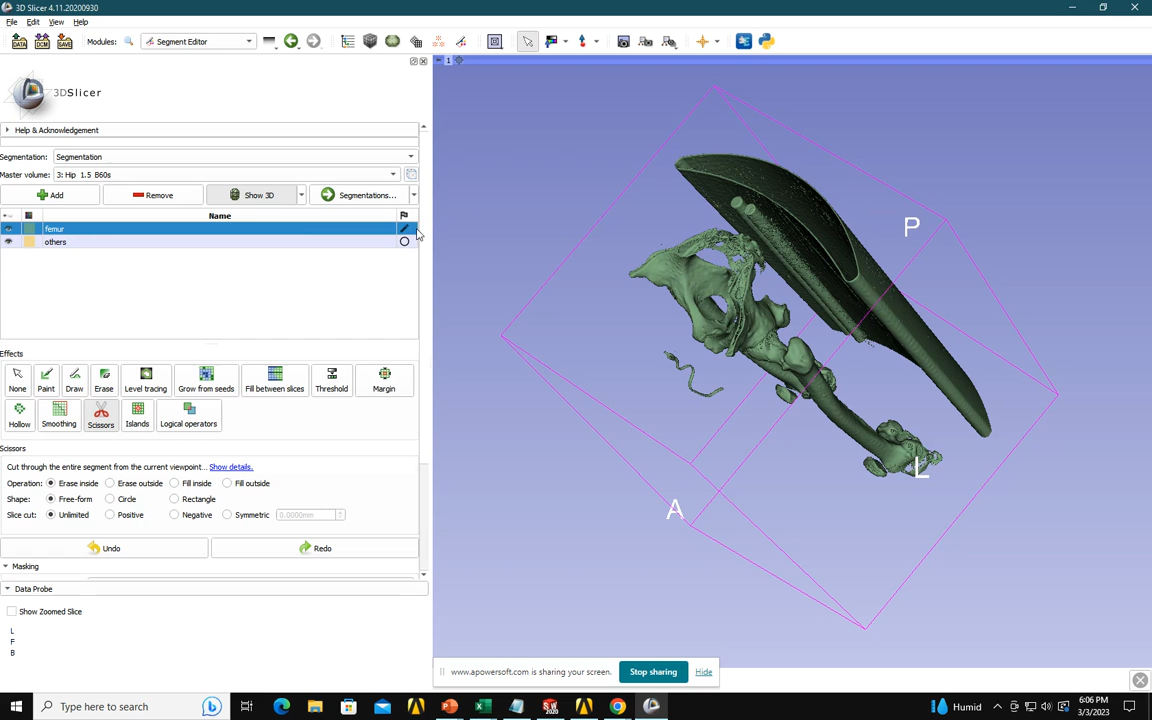 3D Slicer 4.11.20200930
File Edit View Help
DATA DCM SAVE Modules: Segment Editor
1
3DSlicer
Help & Acknowledgement
Segmentation: Segmentation
Master volume: 3: Hip 1.5 B60s
Add Remove Show 3D Segmentations...
Name
femur
others
Effects
None Paint Draw Erase Level tracing Grow from seeds Fill between slices Threshold Margin
Hollow Smoothing Scissors Islands Logical operators
Scissors
Cut through the entire segment from the current viewpoint... Show details.
Operation: Erase inside Erase outside Fill inside Fill outside
Shape: Free-form Circle Rectangle
Slice cut: Unlimited Positive Negative Symmetric 0.0000mm
Undo Redo
Masking
Data Probe
Show Zoomed Slice
L
F
B
P
L
A
www.apowersoft.com is sharing your screen. Stop sharing Hide
Type here to search
Humid
6:06 PM
3/3/2023